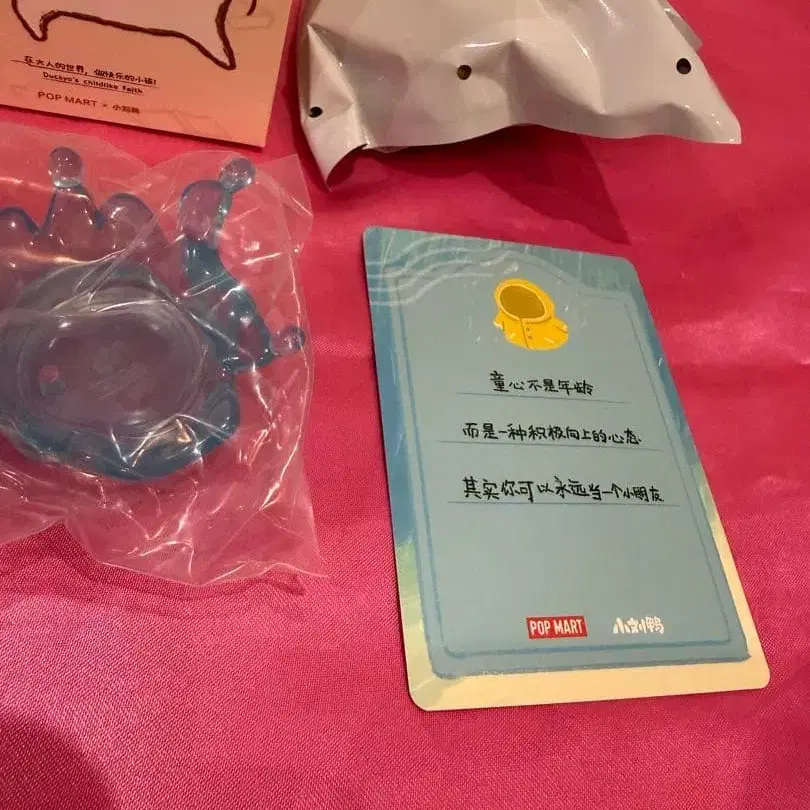 在大人的世界，做快乐的小孩！
Duckyo's childlike faith
POP MART × 小刘鸭
童心不是年龄
而是一种积极向上的心态
其实你可以永远当一个小朋友
POP MART 小刘鸭